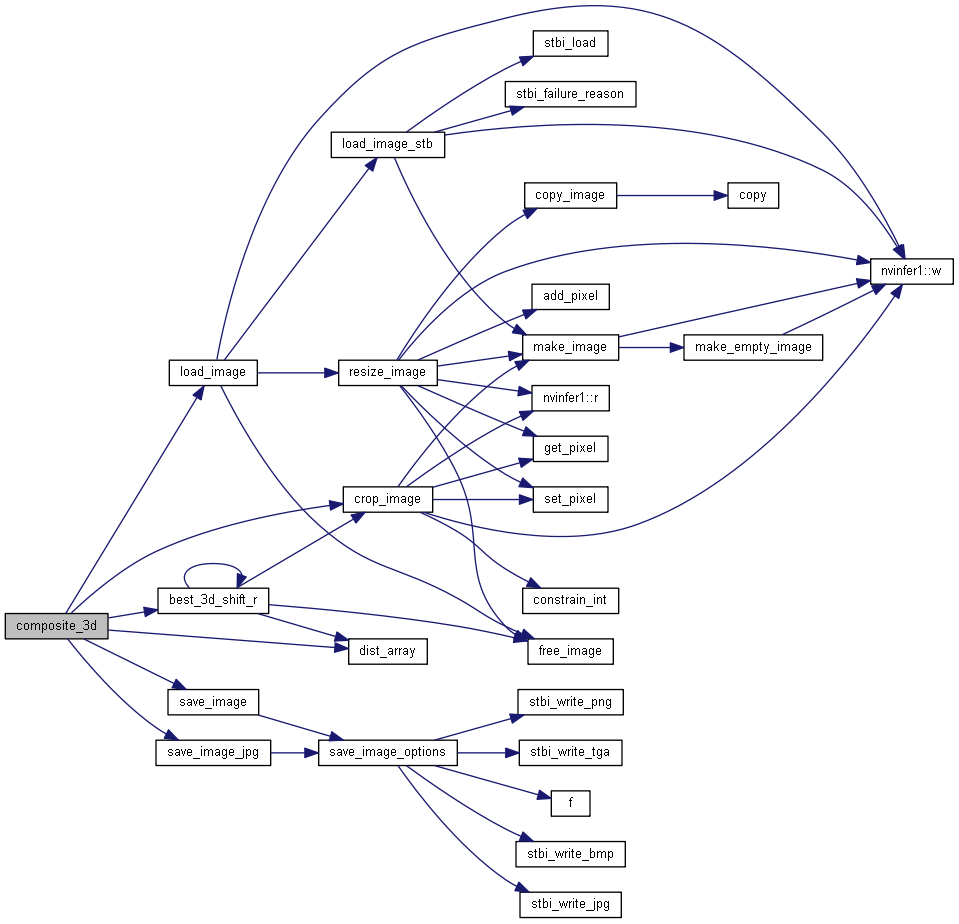 stbi_load
stbi_failure_reason
load_image_stb
copy_image
copy
nvinfer1::w
add_pixel
make_image
make_empty_image
load_image
resize_image
nvinfer1::r
get_pixel
crop_image
set_pixel
best_3d_shift_r
constrain_int
composite_3d
dist_array
free_image
save_image
stbi_write_png
save_image_jpg
save_image_options
stbi_write_tga
f
stbi_write_bmp
stbi_write_jpg